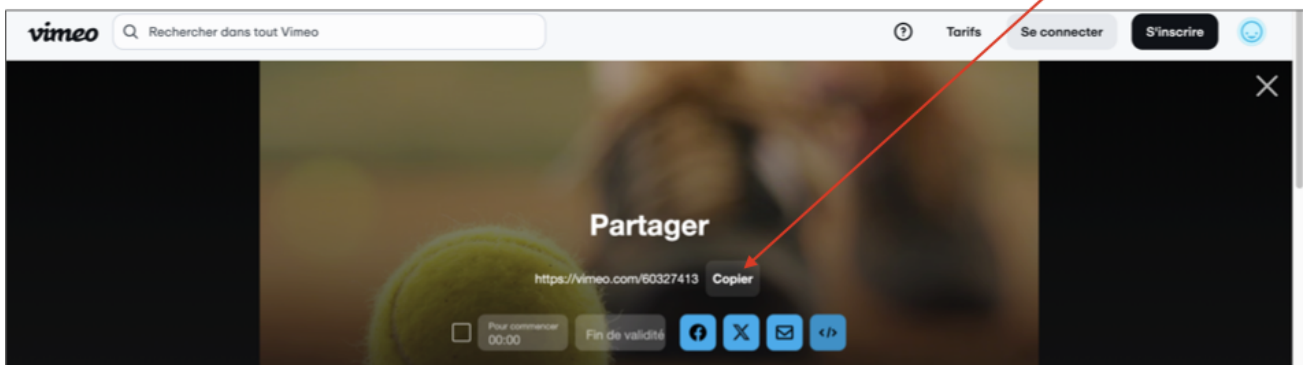 vimeo Rechercher dans tout Vimeo Tarifs Se connecter S'inscrire
Partager
https://vimeo.com/60327413 Copier
Pour commencer
00:00 Fin de validité